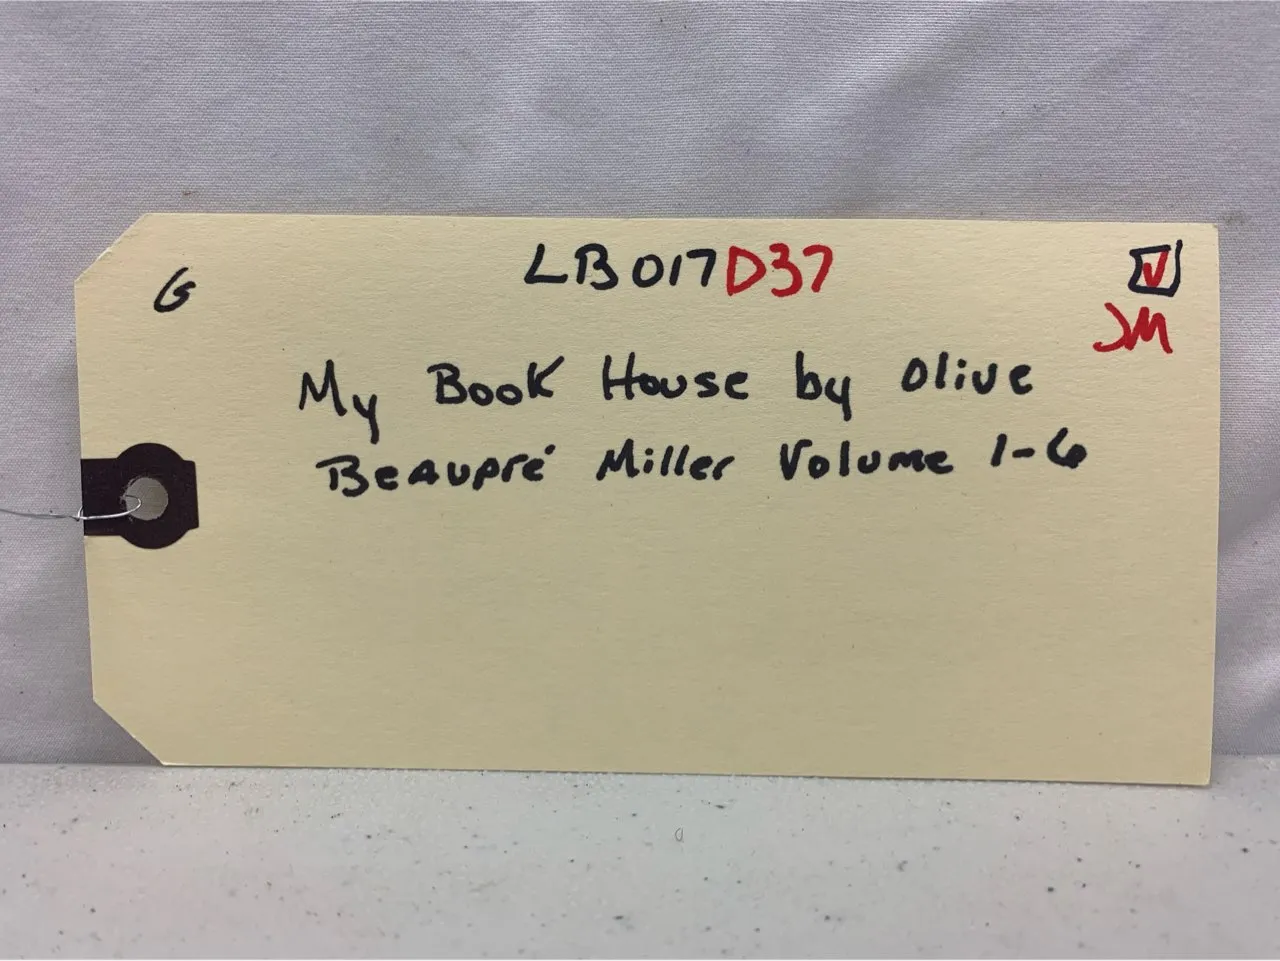 G
LB017D37
☑
JM
My Book House by Olive
Beaupré Miller Volume 1-6